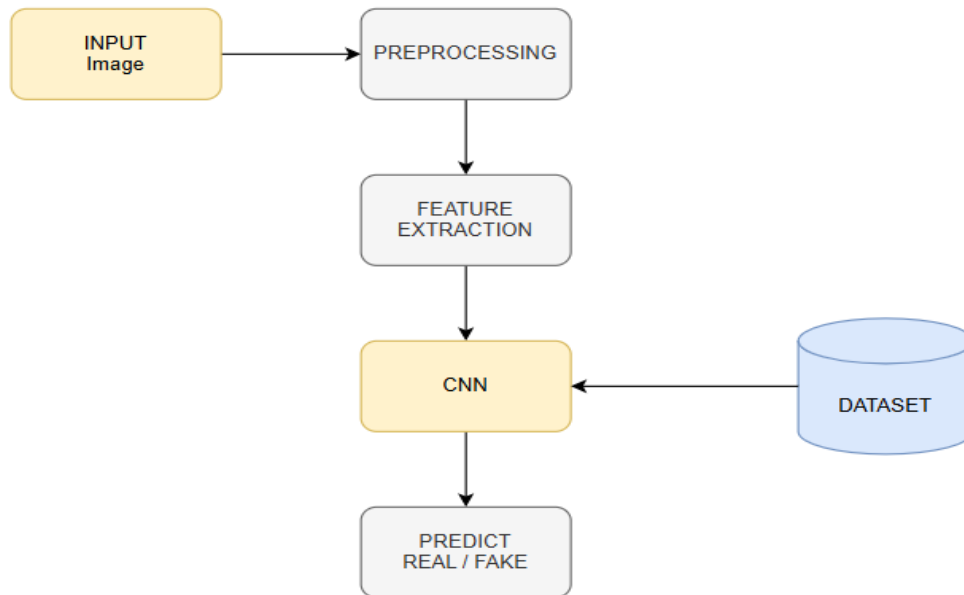 INPUT
Image
PREPROCESSING
FEATURE
EXTRACTION
CNN
DATASET
PREDICT
REAL / FAKE